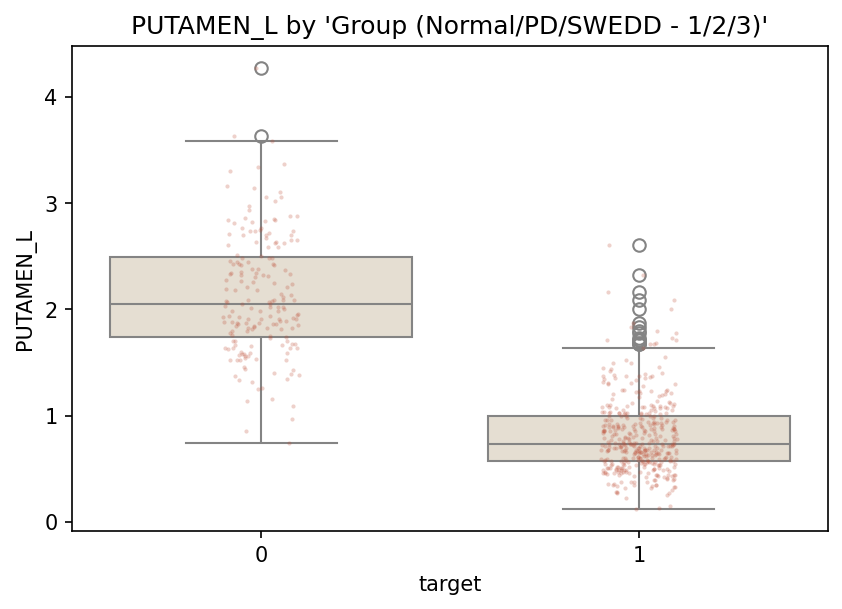 PUTAMEN_L by 'Group (Normal/PD/SWEDD - 1/2/3)'
PUTAMEN_L
4
3
2
1
0
0 1
target